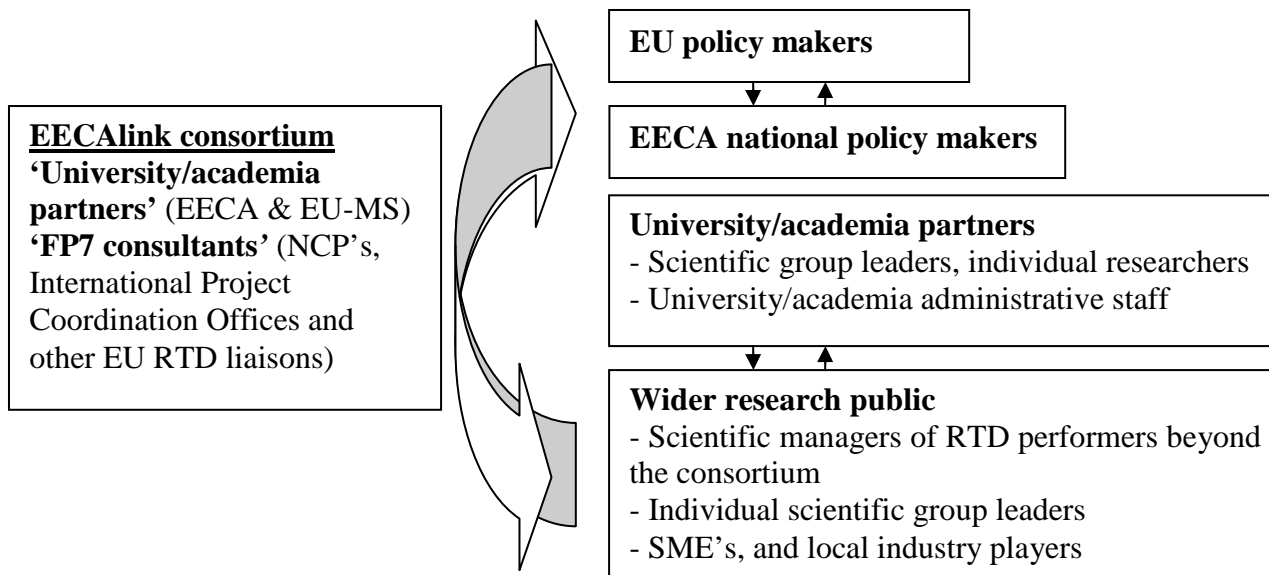 EECAlink consortium
‘University/academia
partners’ (EECA & EU-MS)
‘FP7 consultants’ (NCP’s,
International Project
Coordination Offices and
other EU RTD liaisons)
EU policy makers
EECA national policy makers
University/academia partners
- Scientific group leaders, individual researchers
- University/academia administrative staff
Wider research public
- Scientific managers of RTD performers beyond
the consortium
- Individual scientific group leaders
- SME’s, and local industry players